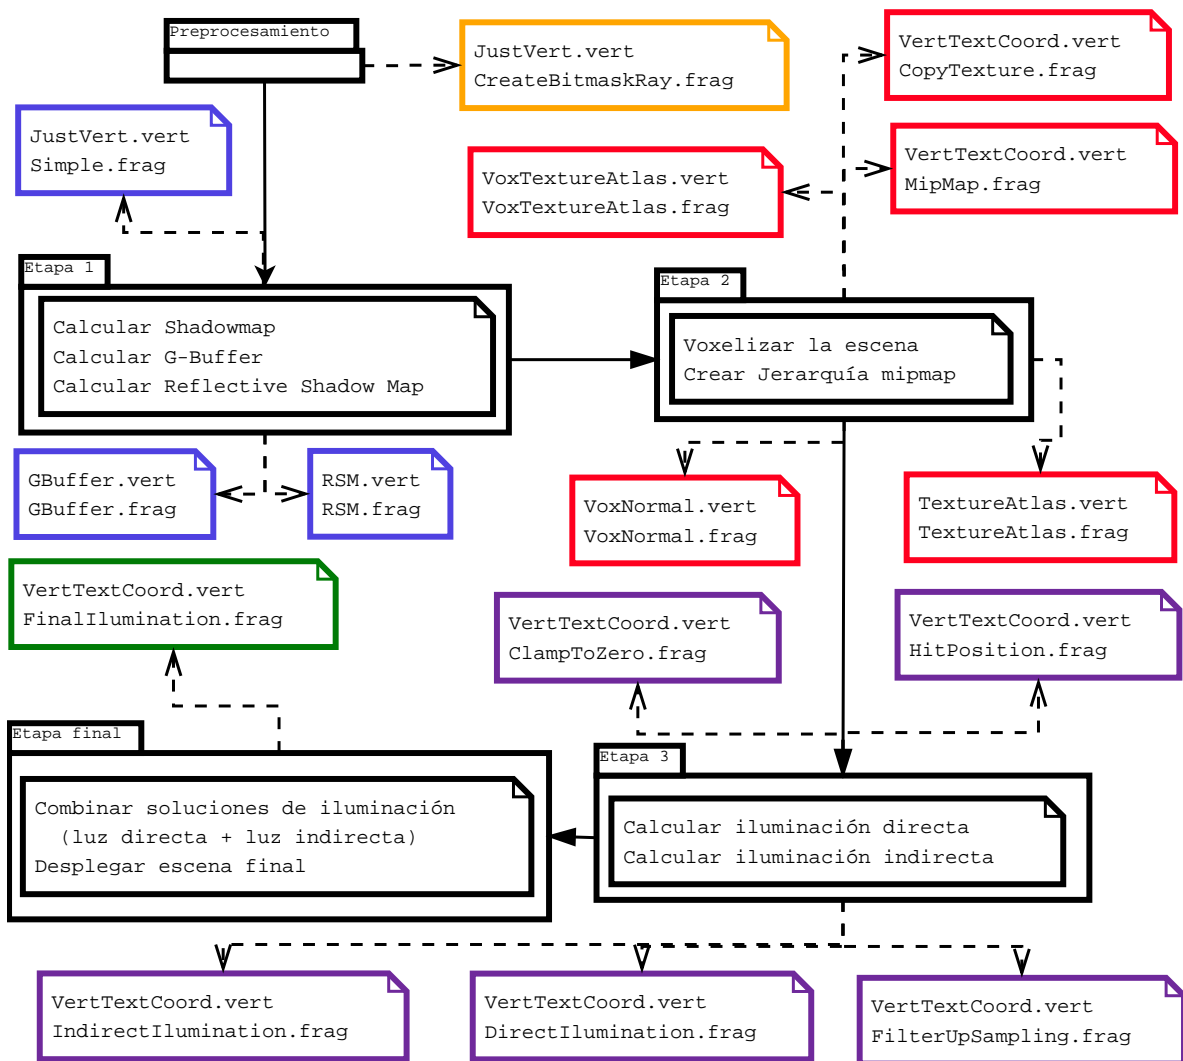 Preprocesamiento
JustVert.vert
CreateBitmaskRay.frag
VertTextCoord.vert
CopyTexture.frag
JustVert.vert
Simple.frag
VoxTextureAtlas.vert
VoxTextureAtlas.frag
VertTextCoord.vert
MipMap.frag
Etapa 1
Calcular Shadowmap
Calcular G-Buffer
Calcular Reflective Shadow Map
Etapa 2
Voxelizar la escena
Crear Jerarquía mipmap
GBuffer.vert
GBuffer.frag
RSM.vert
RSM.frag
VoxNormal.vert
VoxNormal.frag
TextureAtlas.vert
TextureAtlas.frag
VertTextCoord.vert
FinalIlumination.frag
VertTextCoord.vert
ClampToZero.frag
VertTextCoord.vert
HitPosition.frag
Etapa final
Combinar soluciones de iluminación
(luz directa + luz indirecta)
Desplegar escena final
Etapa 3
Calcular iluminación directa
Calcular iluminación indirecta
VertTextCoord.vert
IndirectIlumination.frag
VertTextCoord.vert
DirectIlumination.frag
VertTextCoord.vert
FilterUpSampling.frag